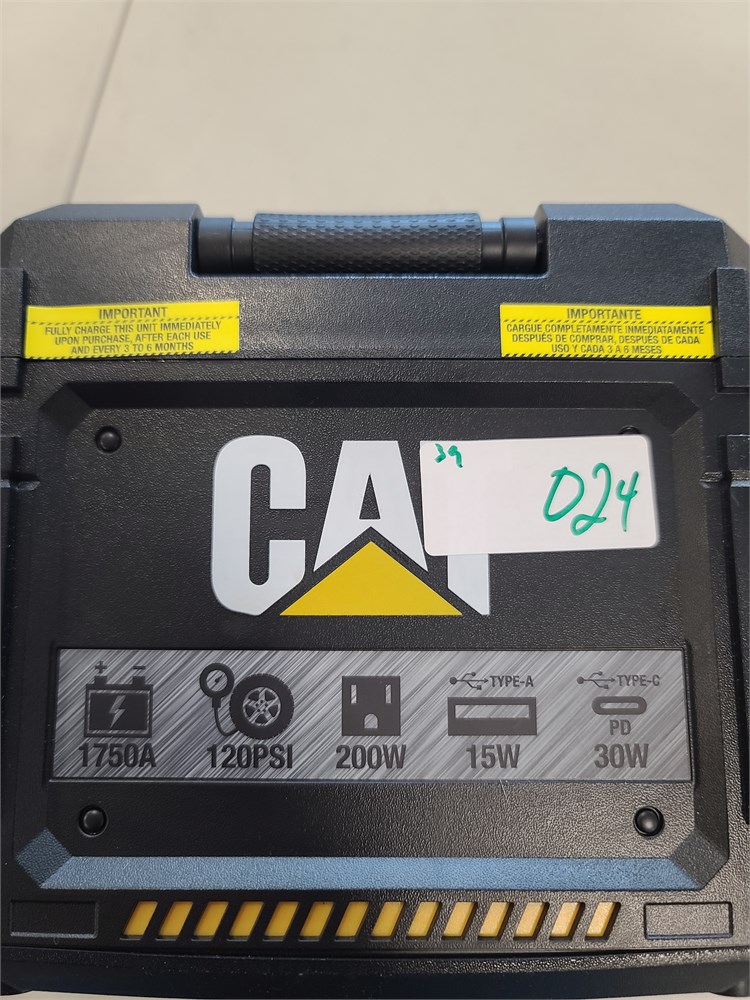 IMPORTANT
FULLY CHARGE THIS UNIT IMMEDIATELY
UPON PURCHASE, AFTER EACH USE
AND EVERY 3 TO 6 MONTHS
IMPORTANTE
CARGUE COMPLETAMENTE INMEDIATAMENTE
DESPUÉS DE COMPRAR, DESPUÉS DE CADA
USO Y CADA 3 A 6 MESES
CAT
39
024
+ -
TYPE-A
TYPE-C
PD
1750A
120PSI
200W
15W
30W